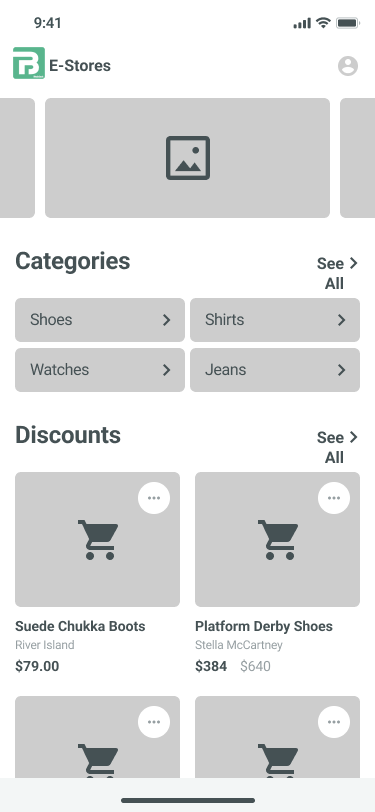 9:41
E-Stores
Categories
See
All
Shoes
Shirts
Watches
Jeans
Discounts
See
All
Suede Chukka Boots
River Island
$79.00
Platform Derby Shoes
Stella McCartney
$384 $640